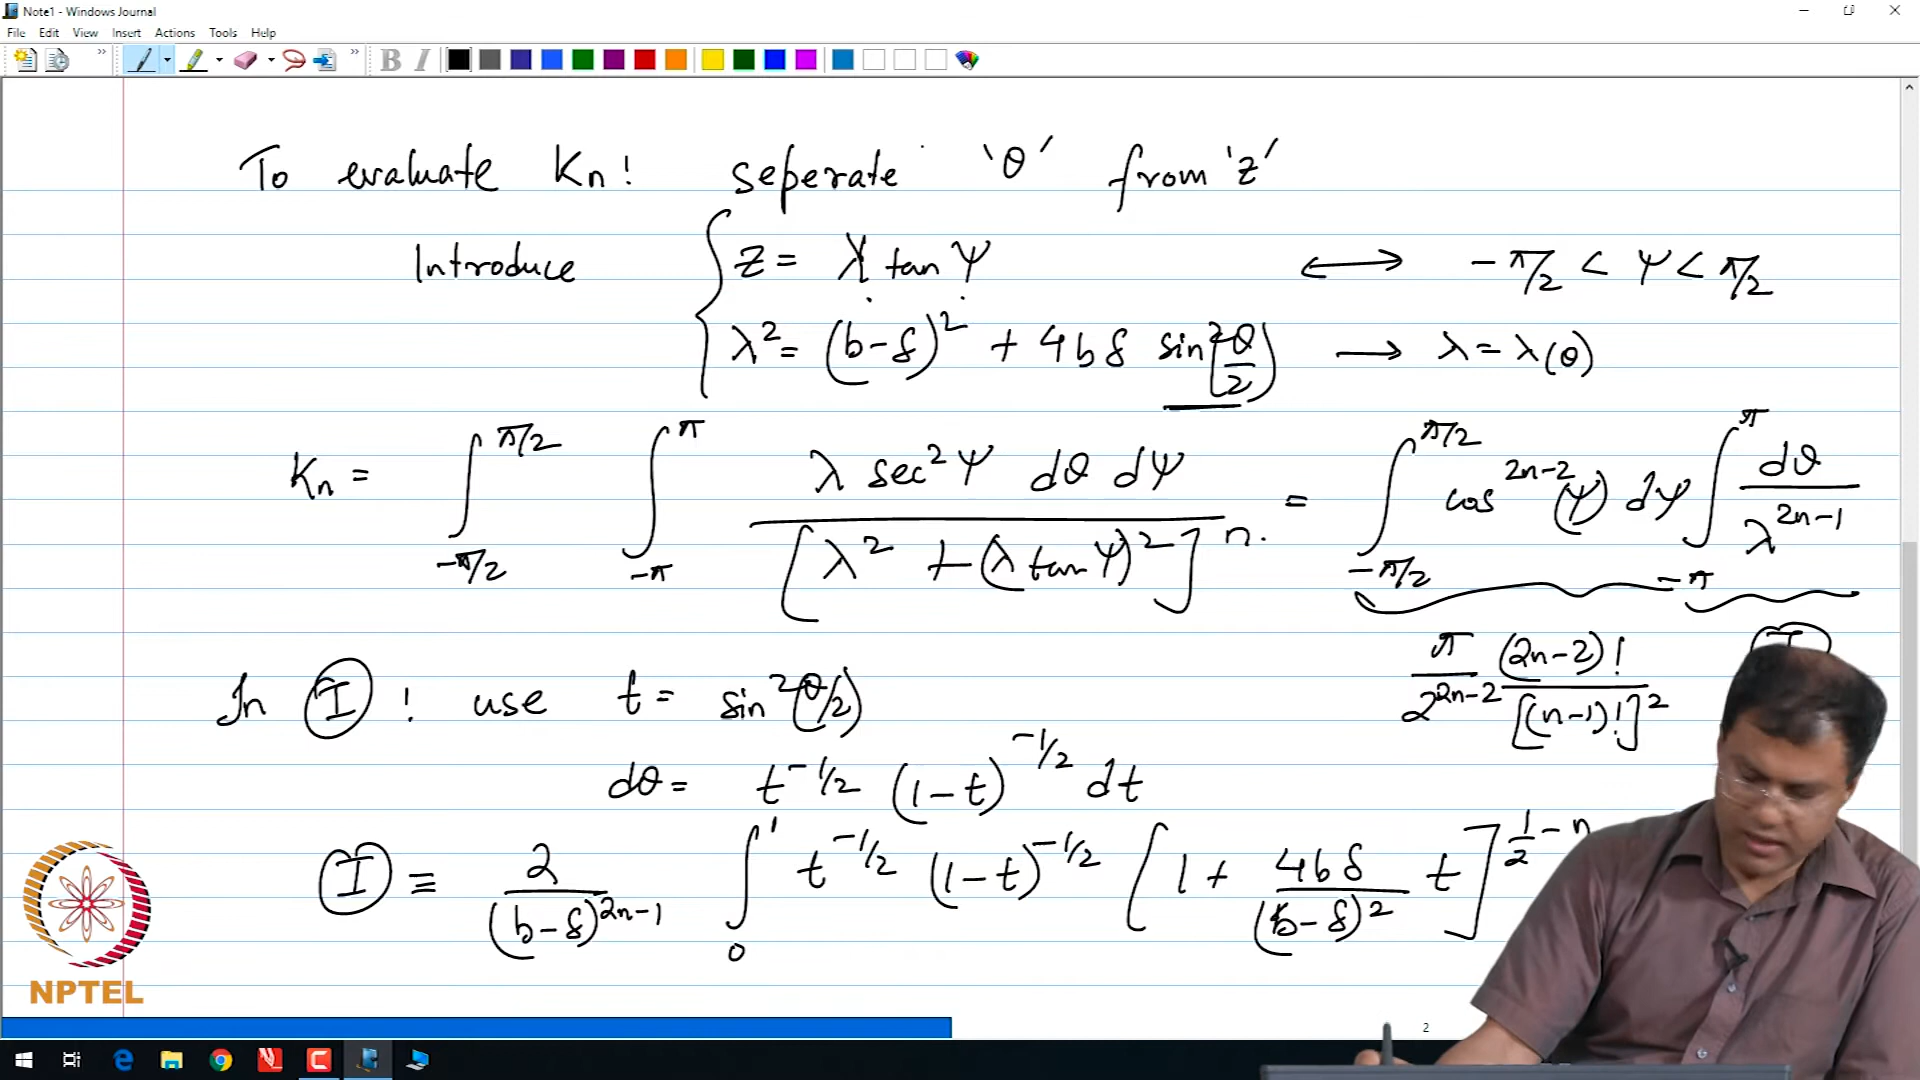 Note1 - Windows Journal
File Edit View Insert Actions Tools Help
B I
To evaluate Kn! seperate 'θ' from 'z'
Introduce { z = λ tan Ψ ⟷ -π/2 < Ψ < π/2
λ² = (b-δ)² + 4bδ sin²(θ/2) → λ = λ(θ)
Kn = ∫_{-π/2}^{π/2} ∫_{-π}^{π} λ sec²Ψ dθ dΨ / [λ² + (λ tan Ψ)²]^n. = ∫_{-π/2}^{π/2} cos^{2n-2}(Ψ) dΨ ∫_{-π}^{π} dθ / λ^{2n-1}
π/2^{2n-2} (2n-2)!/[(n-1)!]² I
In I ! use t = sin²(θ/2)
dθ = t^{-1/2} (1-t)^{-1/2} dt
I ≡ 2/(b-δ)^{2n-1} ∫_0^1 t^{-1/2} (1-t)^{-1/2} [1 + 4bδ/(b-δ)² t]^{1/2-n}
NPTEL
2